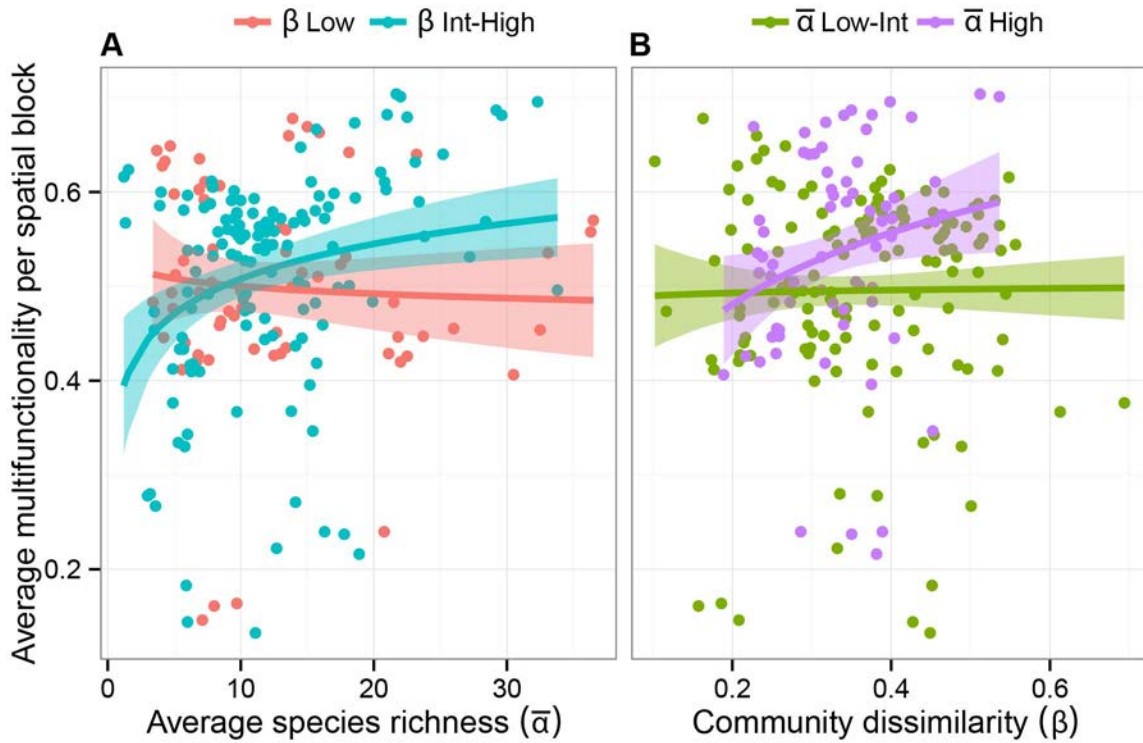 β Low β Int-High
α̅ Low-Int α̅ High
A
B
Average multifunctionality per spatial block
0.6
0.4
0.2
0 10 20 30
0.2 0.4 0.6
Average species richness (α̅)
Community dissimilarity (β)